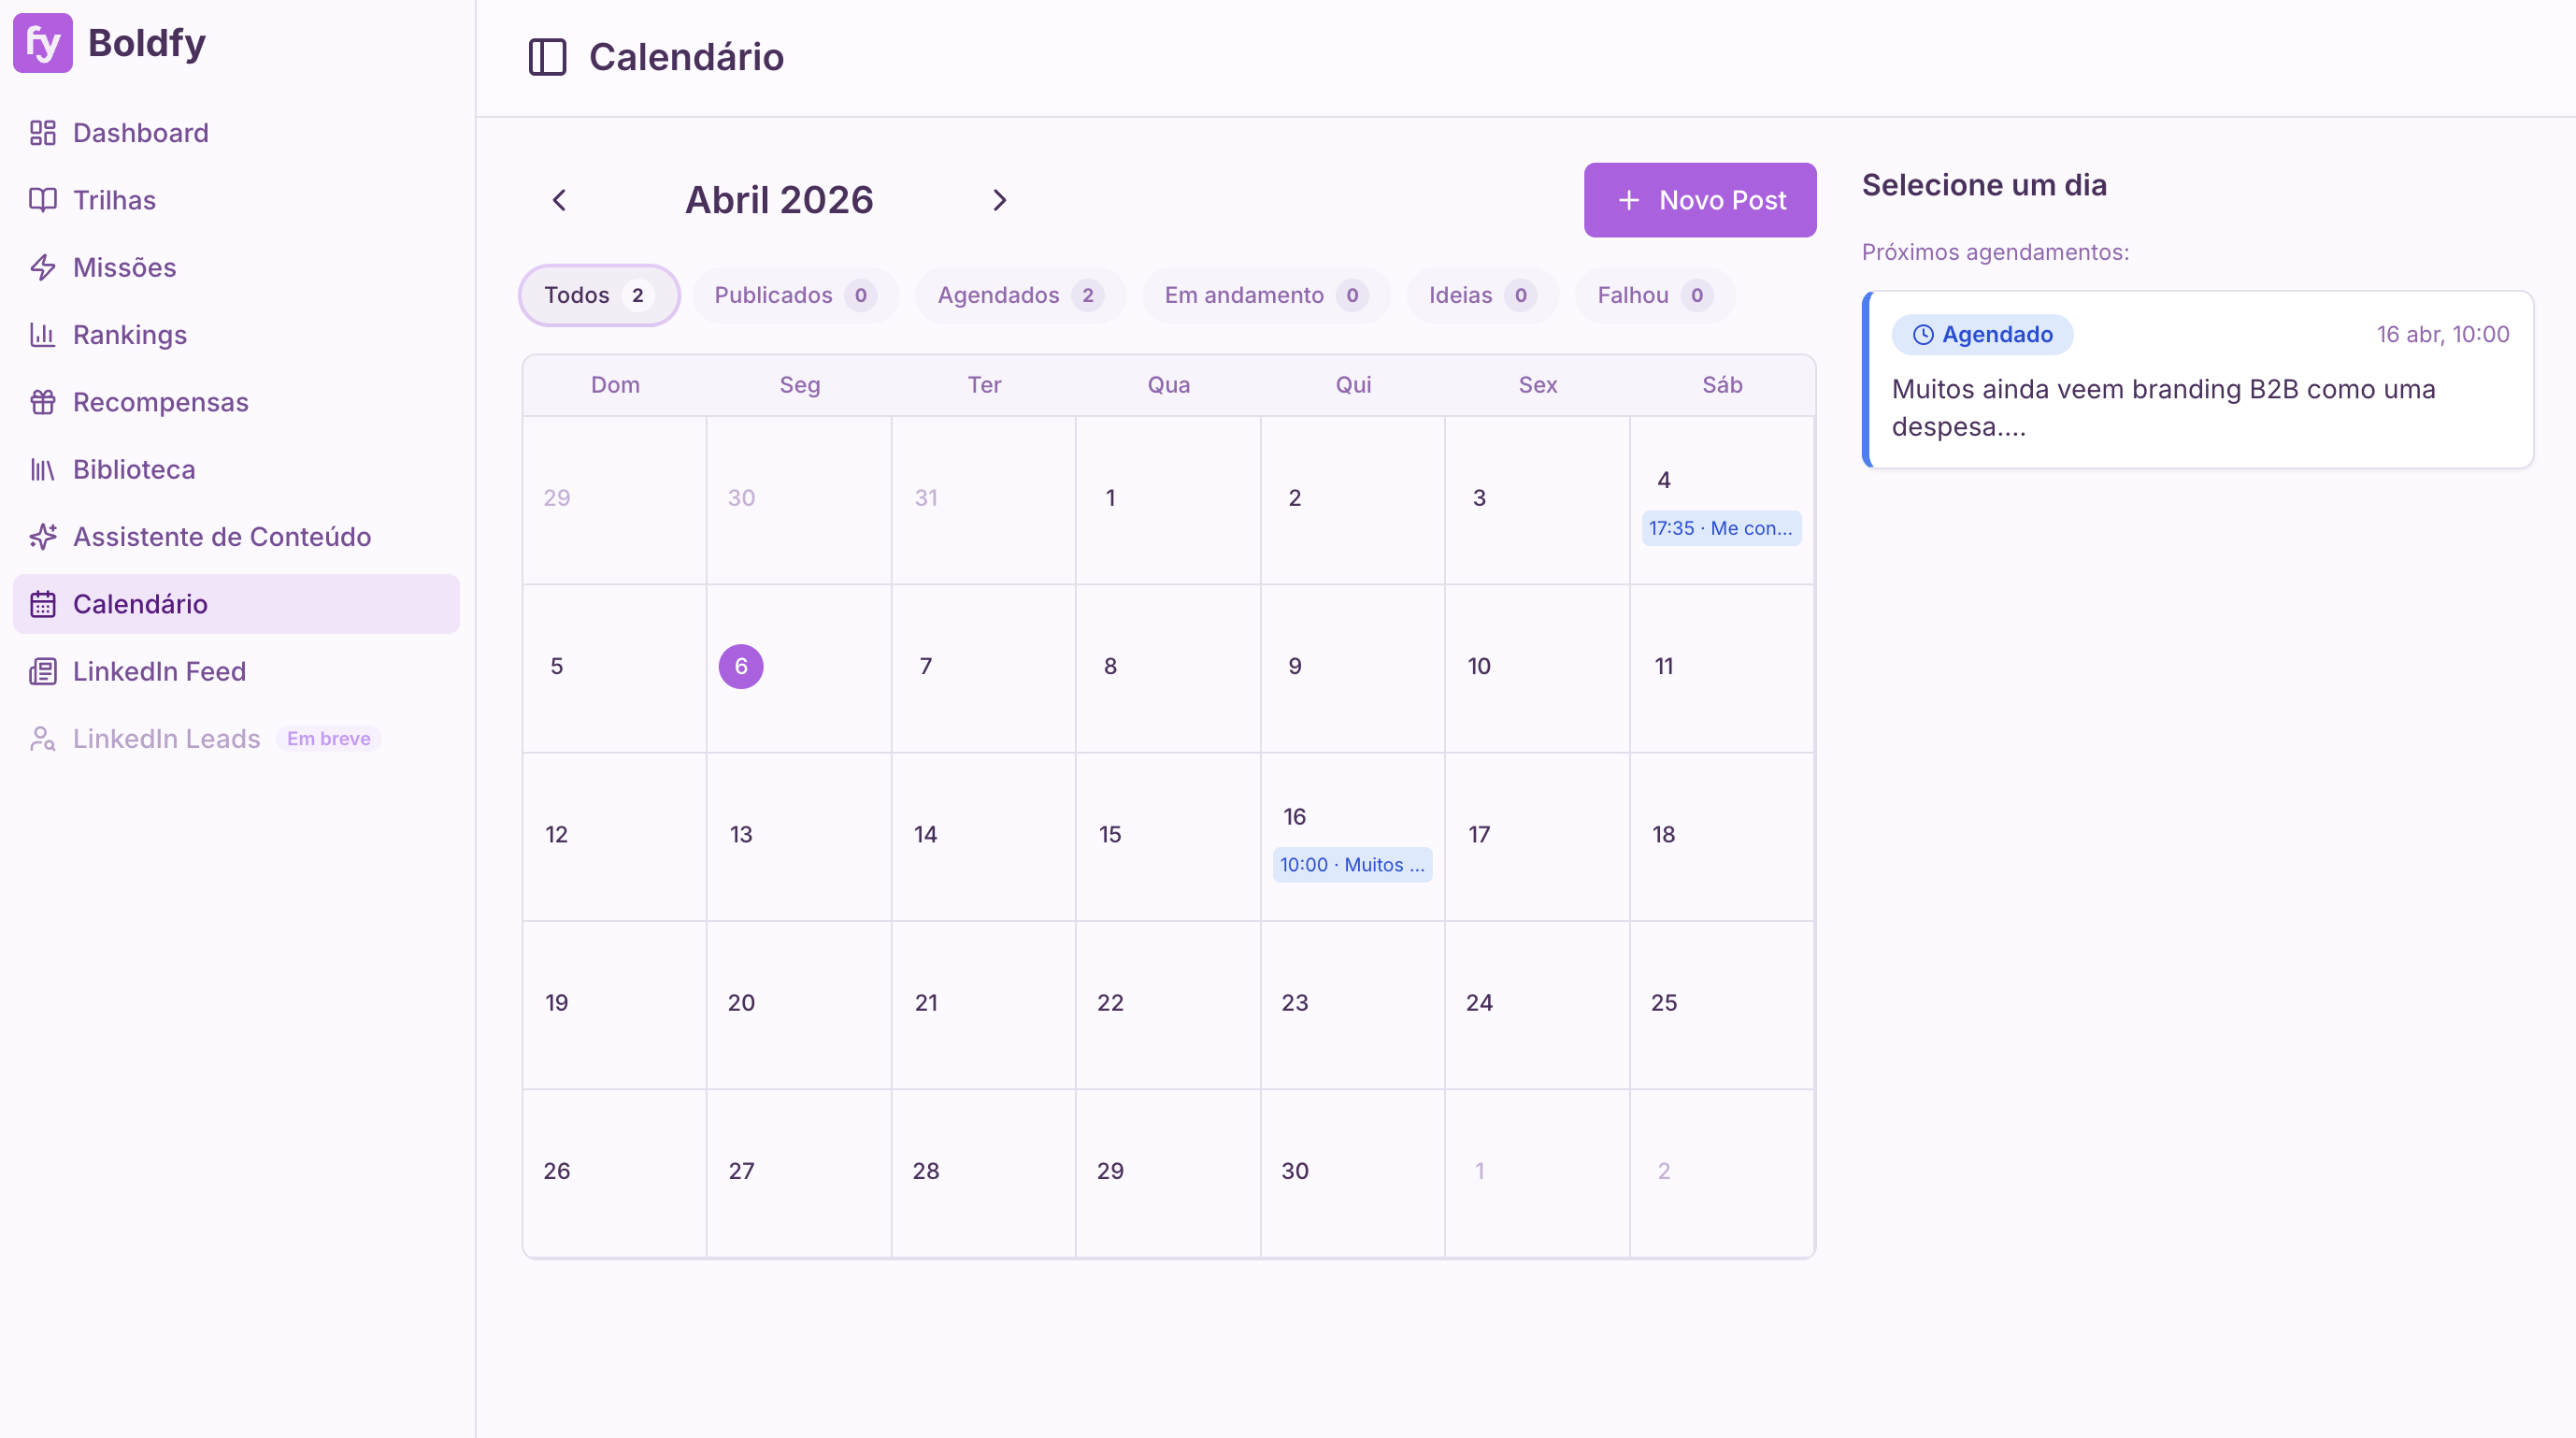 fy Boldfy
Dashboard
Trilhas
Missões
Rankings
Recompensas
Biblioteca
Assistente de Conteúdo
Calendário
LinkedIn Feed
LinkedIn Leads Em breve
Calendário
Abril 2026
+ Novo Post
Todos 2 Publicados 0 Agendados 2 Em andamento 0 Ideias 0 Falhou 0
Dom Seg Ter Qua Qui Sex Sáb
29 30 31 1 2 3 4
17:35 · Me con...
5 6 7 8 9 10 11
12 13 14 15 16 17 18
10:00 · Muitos ...
19 20 21 22 23 24 25
26 27 28 29 30 1 2
Selecione um dia
Próximos agendamentos:
Agendado 16 abr, 10:00
Muitos ainda veem branding B2B como uma
despesa....